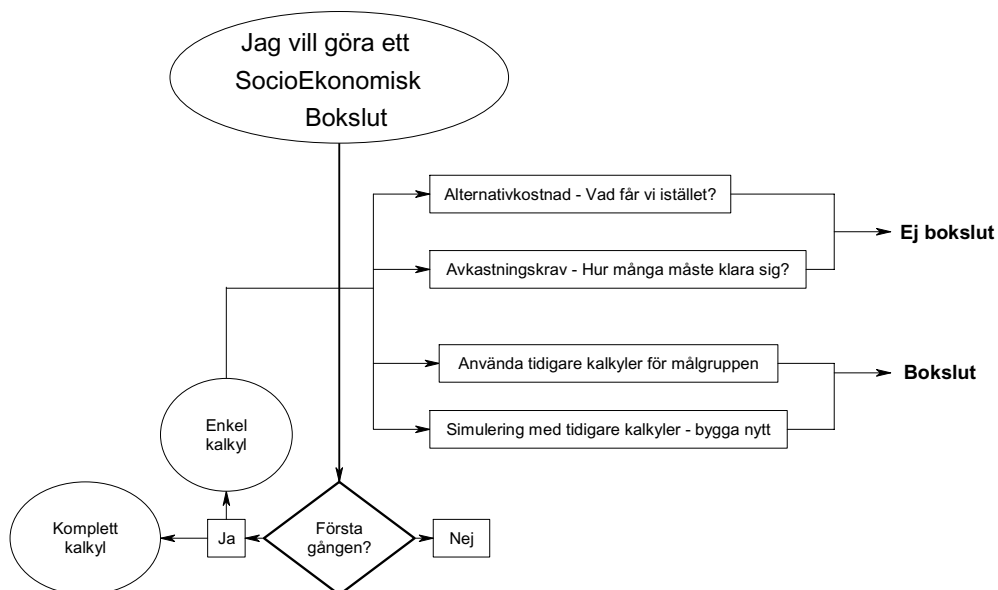 Jag vill göra ett
SocioEkonomisk
Bokslut
Alternativkostnad - Vad får vi istället?
Ej bokslut
Avkastningskrav - Hur många måste klara sig?
Använda tidigare kalkyler för målgruppen
Bokslut
Simulering med tidigare kalkyler - bygga nytt
Enkel
kalkyl
Komplett
kalkyl
Ja
Första
gången?
Nej